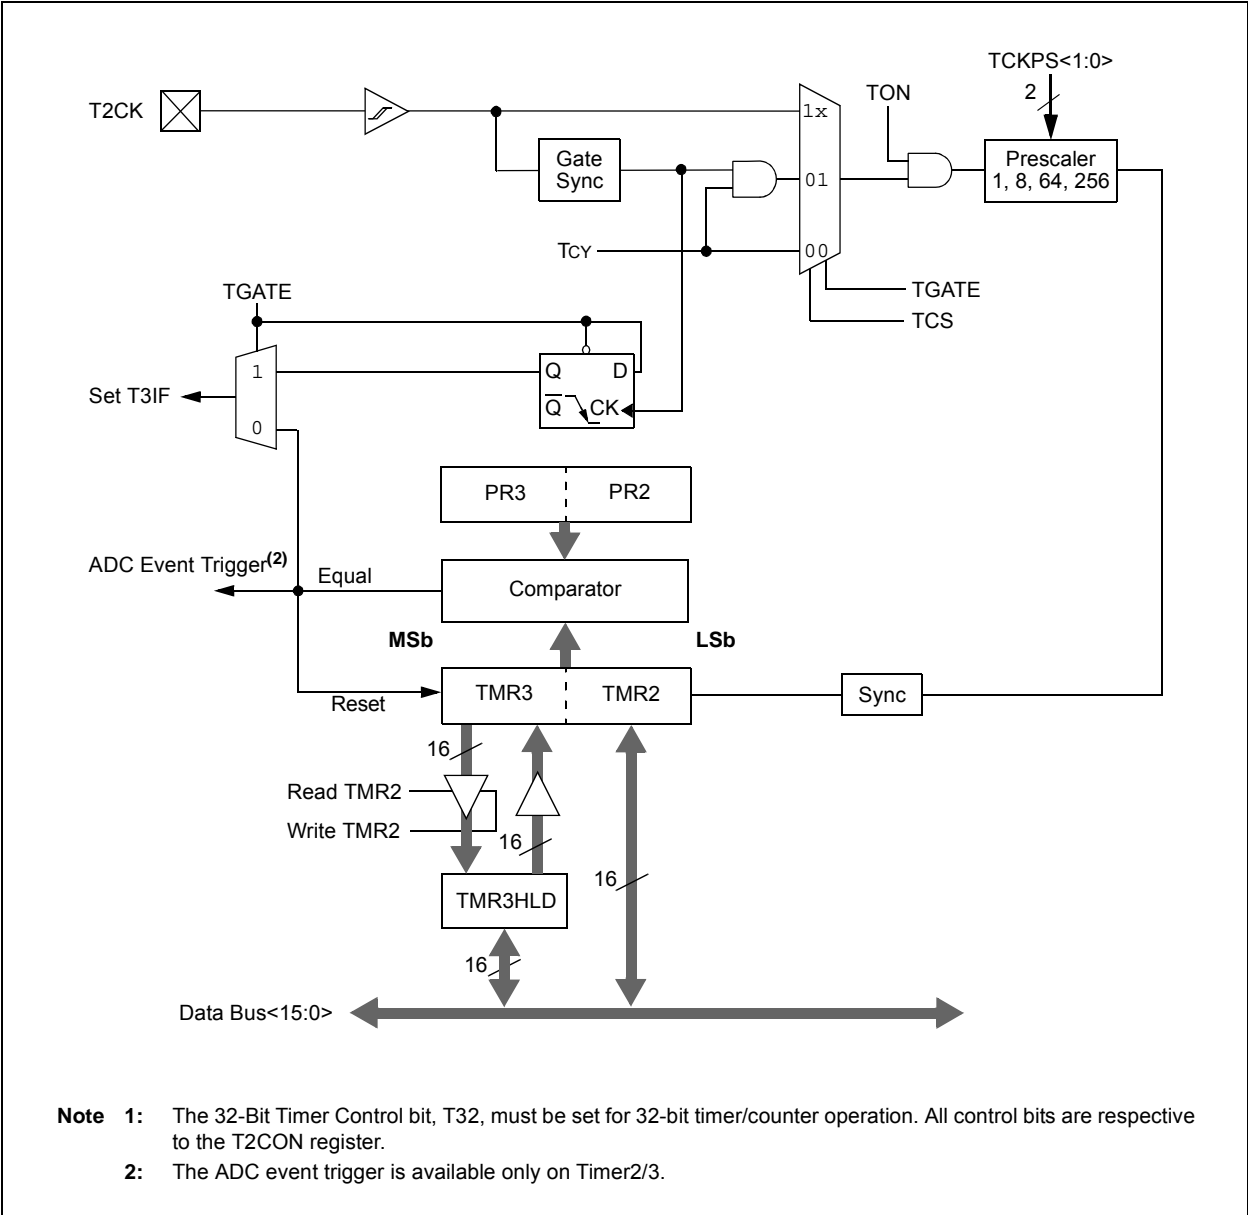 TCKPS<1:0>
2
T2CK
TON
1x
Gate
Sync
Prescaler
1, 8, 64, 256
01
TCY
00
TGATE
TGATE
TCS
1
Q D
Set T3IF
Q CK
0
PR3 PR2
ADC Event Trigger(2)
Equal
Comparator
MSb LSb
TMR3 TMR2
Sync
Reset
16
Read TMR2
Write TMR2
16
16
TMR3HLD
16
Data Bus<15:0>
Note 1: The 32-Bit Timer Control bit, T32, must be set for 32-bit timer/counter operation. All control bits are respective
to the T2CON register.
2: The ADC event trigger is available only on Timer2/3.